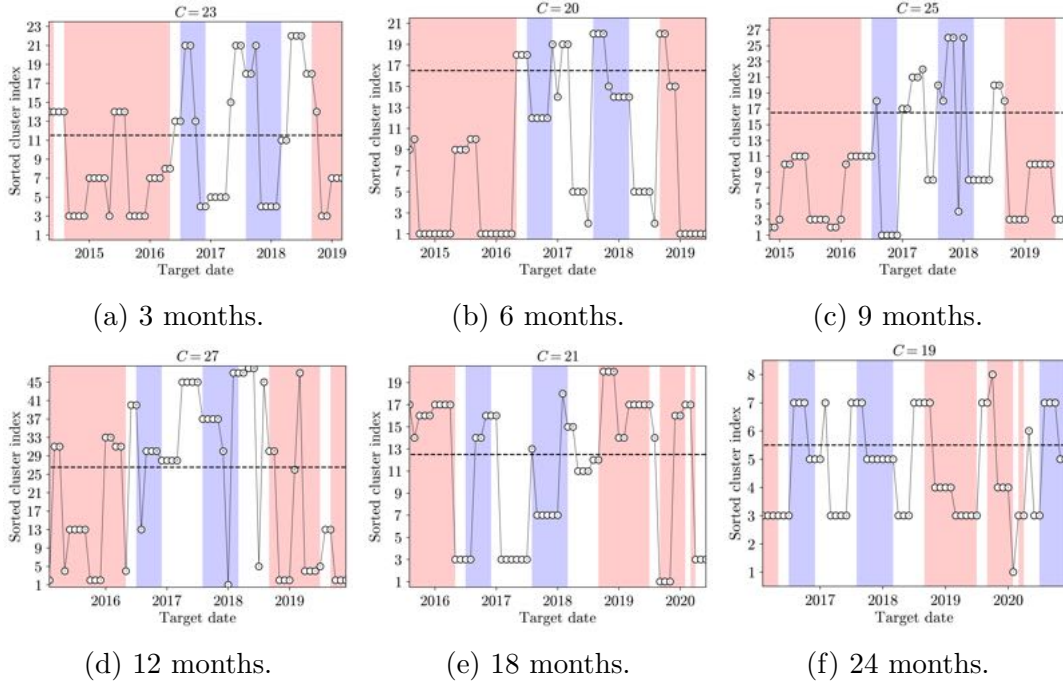 C = 23
C = 20
C = 25
Sorted cluster index
23
21
19
17
15
13
11
9
7
5
3
1
2015 2016 2017 2018 2019
Target date
Sorted cluster index
21
19
17
15
13
11
9
7
5
3
1
2015 2016 2017 2018 2019
Target date
Sorted cluster index
27
25
23
21
19
17
15
13
11
9
7
5
3
1
2015 2016 2017 2018 2019
Target date
(a) 3 months.
(b) 6 months.
(c) 9 months.
C = 27
C = 21
C = 19
Sorted cluster index
45
41
37
33
29
25
21
17
13
9
5
1
2016 2017 2018 2019
Target date
Sorted cluster index
19
17
15
13
11
9
7
5
3
1
2016 2017 2018 2019 2020
Target date
Sorted cluster index
8
7
6
5
4
3
2
1
2017 2018 2019 2020
Target date
(d) 12 months.
(e) 18 months.
(f) 24 months.